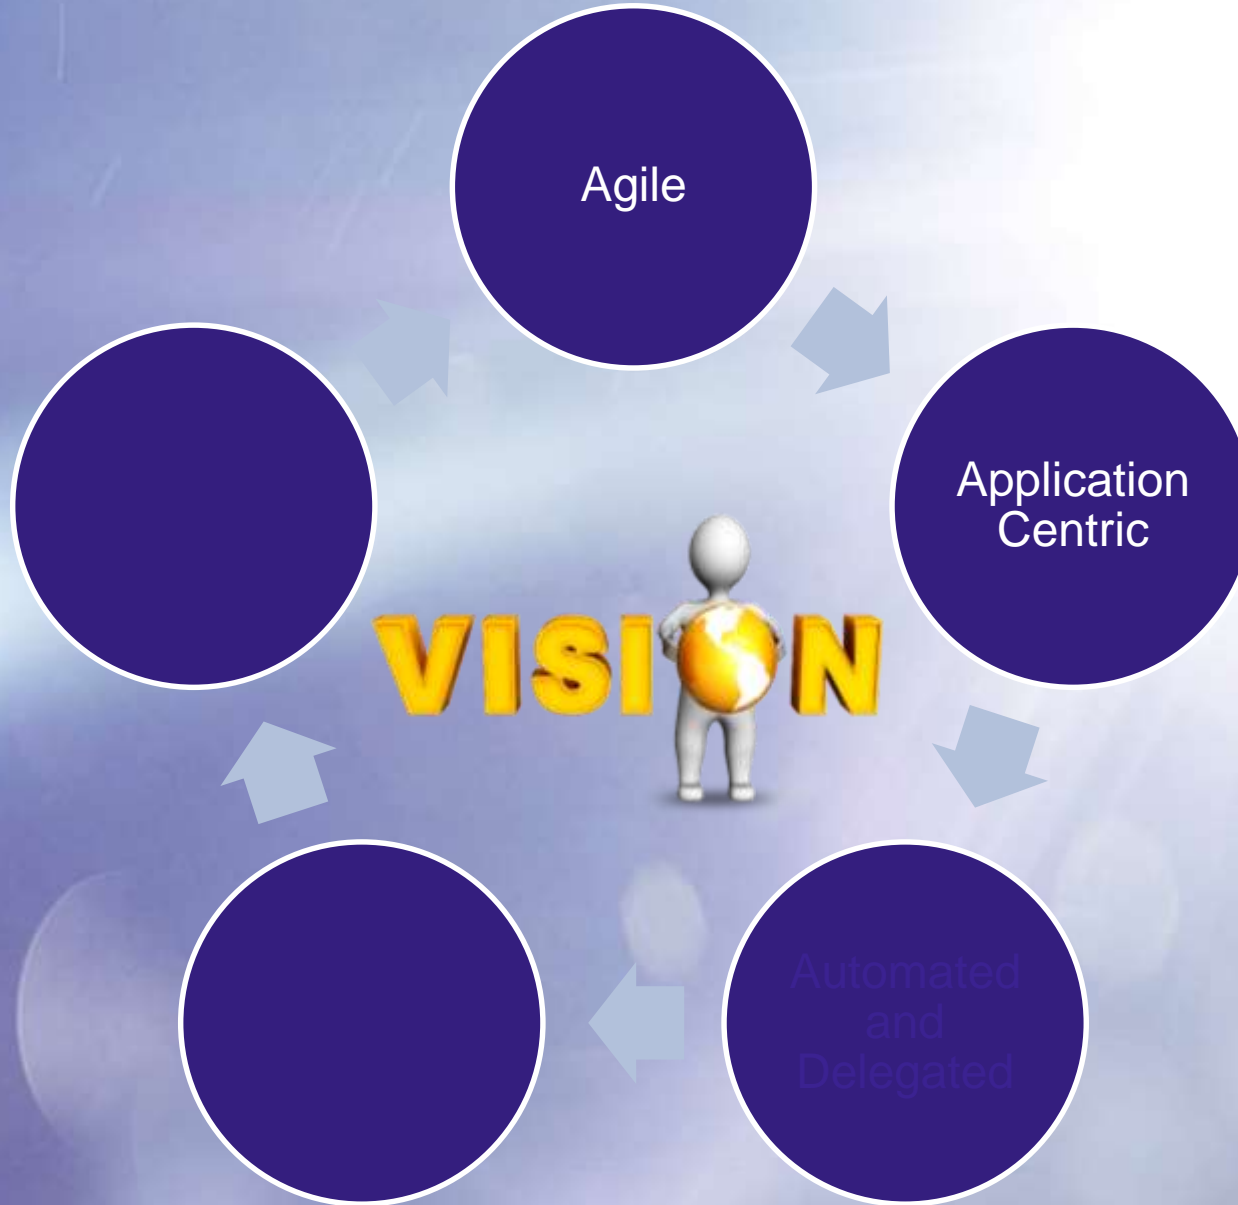 Agile
Application
Centric
VISION
Automated
and
Delegated